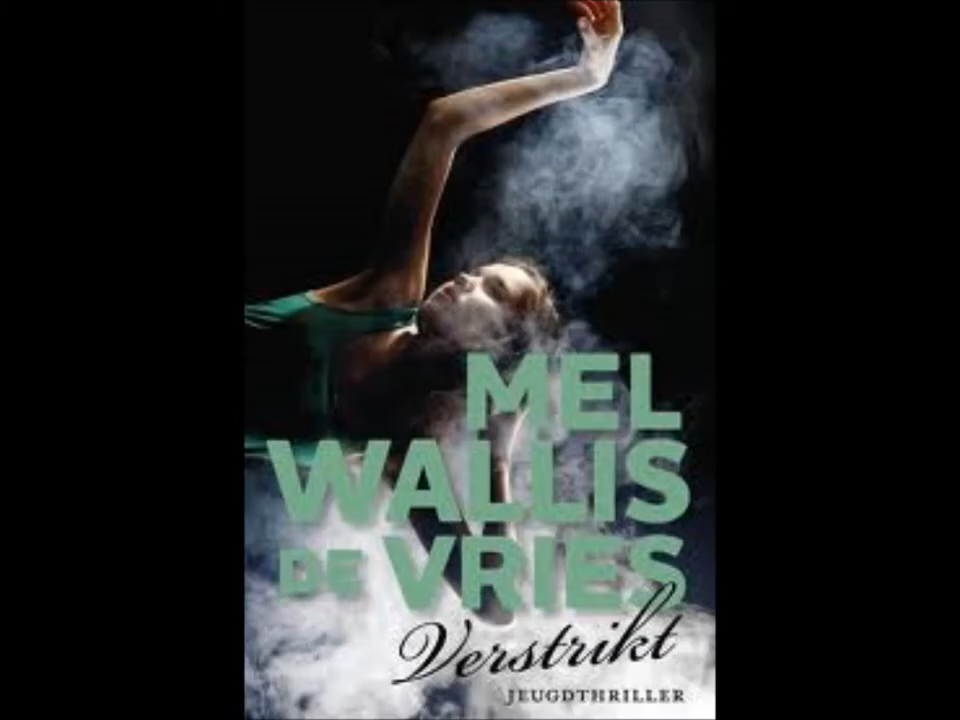 MEL
WALLIS
DE VRIES
Verstrikt
JEUGDTHRILLER